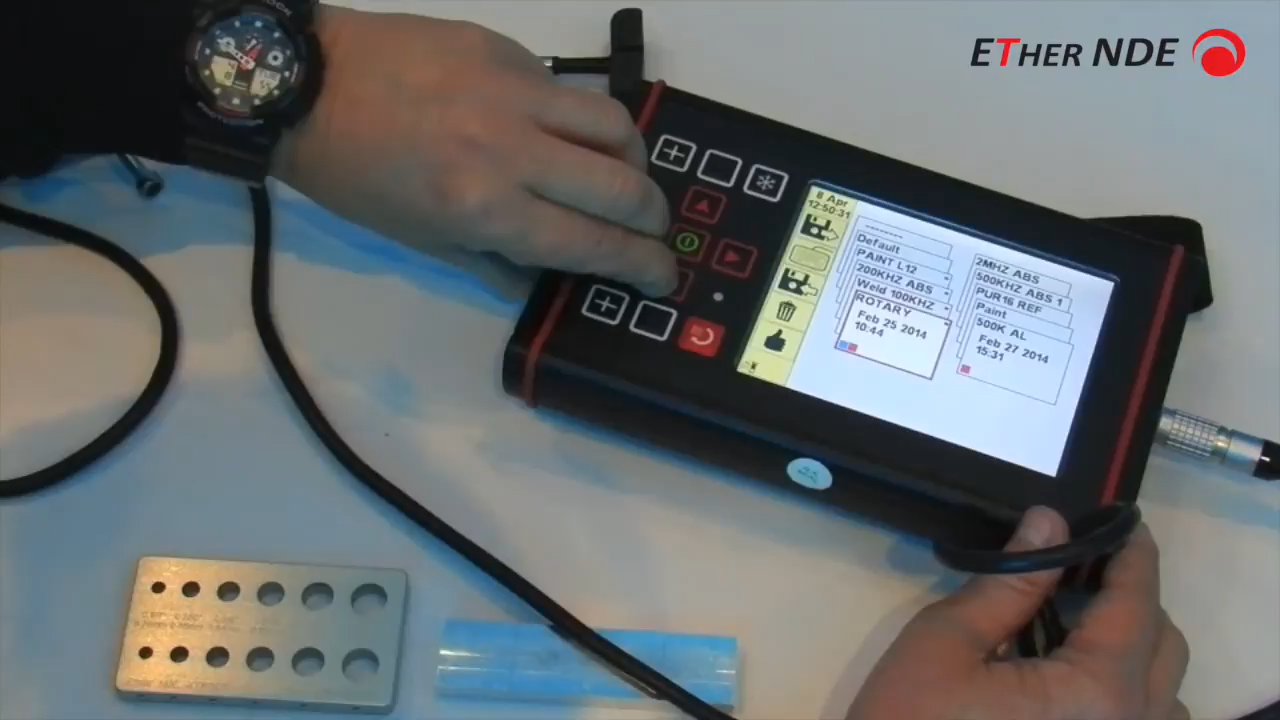 ETHER NDE
8 Apr
12:50:31
--------
Default
PAINT L12
200KHZ ABS
Weld 100KHZ
ROTARY
Feb 25 2014
10:44
2MHZ ABS
500KHZ ABS 1
PUR16 REF
Paint
500K AL
Feb 27 2014
15:31